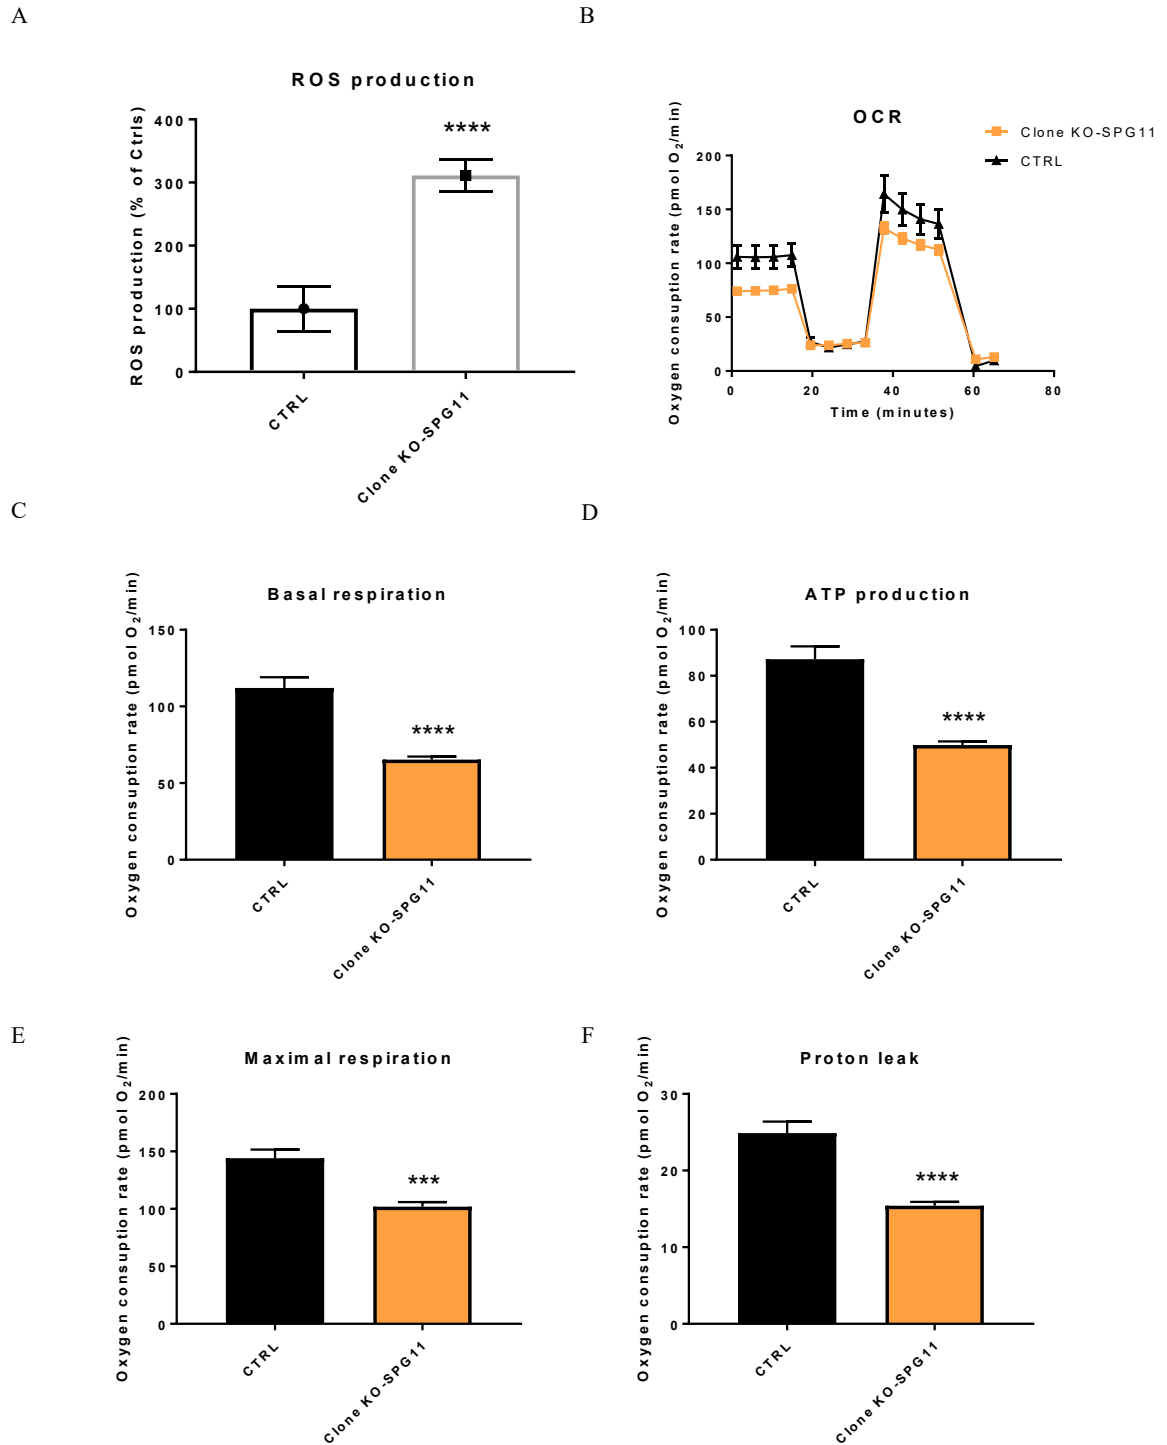 A
ROS production
ROS production (% of Ctrls)
400
300
200
100
0
****
CTRL
Clone KO-SPG11
B
OCR
Oxygen consuption rate (pmol O2/min)
200
150
100
50
0
0 20 40 60 80
Time (minutes)
Clone KO-SPG11
CTRL
C
Basal respiration
Oxygen consuption rate (pmol O2/min)
150
100
50
0
****
CTRL
Clone KO-SPG11
D
ATP production
Oxygen consuption rate (pmol O2/min)
100
80
60
40
20
0
****
CTRL
Clone KO-SPG11
E
Maximal respiration
Oxygen consuption rate (pmol O2/min)
200
150
100
50
0
***
CTRL
Clone KO-SPG11
F
Proton leak
Oxygen consuption rate (pmol O2/min)
30
20
10
0
****
CTRL
Clone KO-SPG11